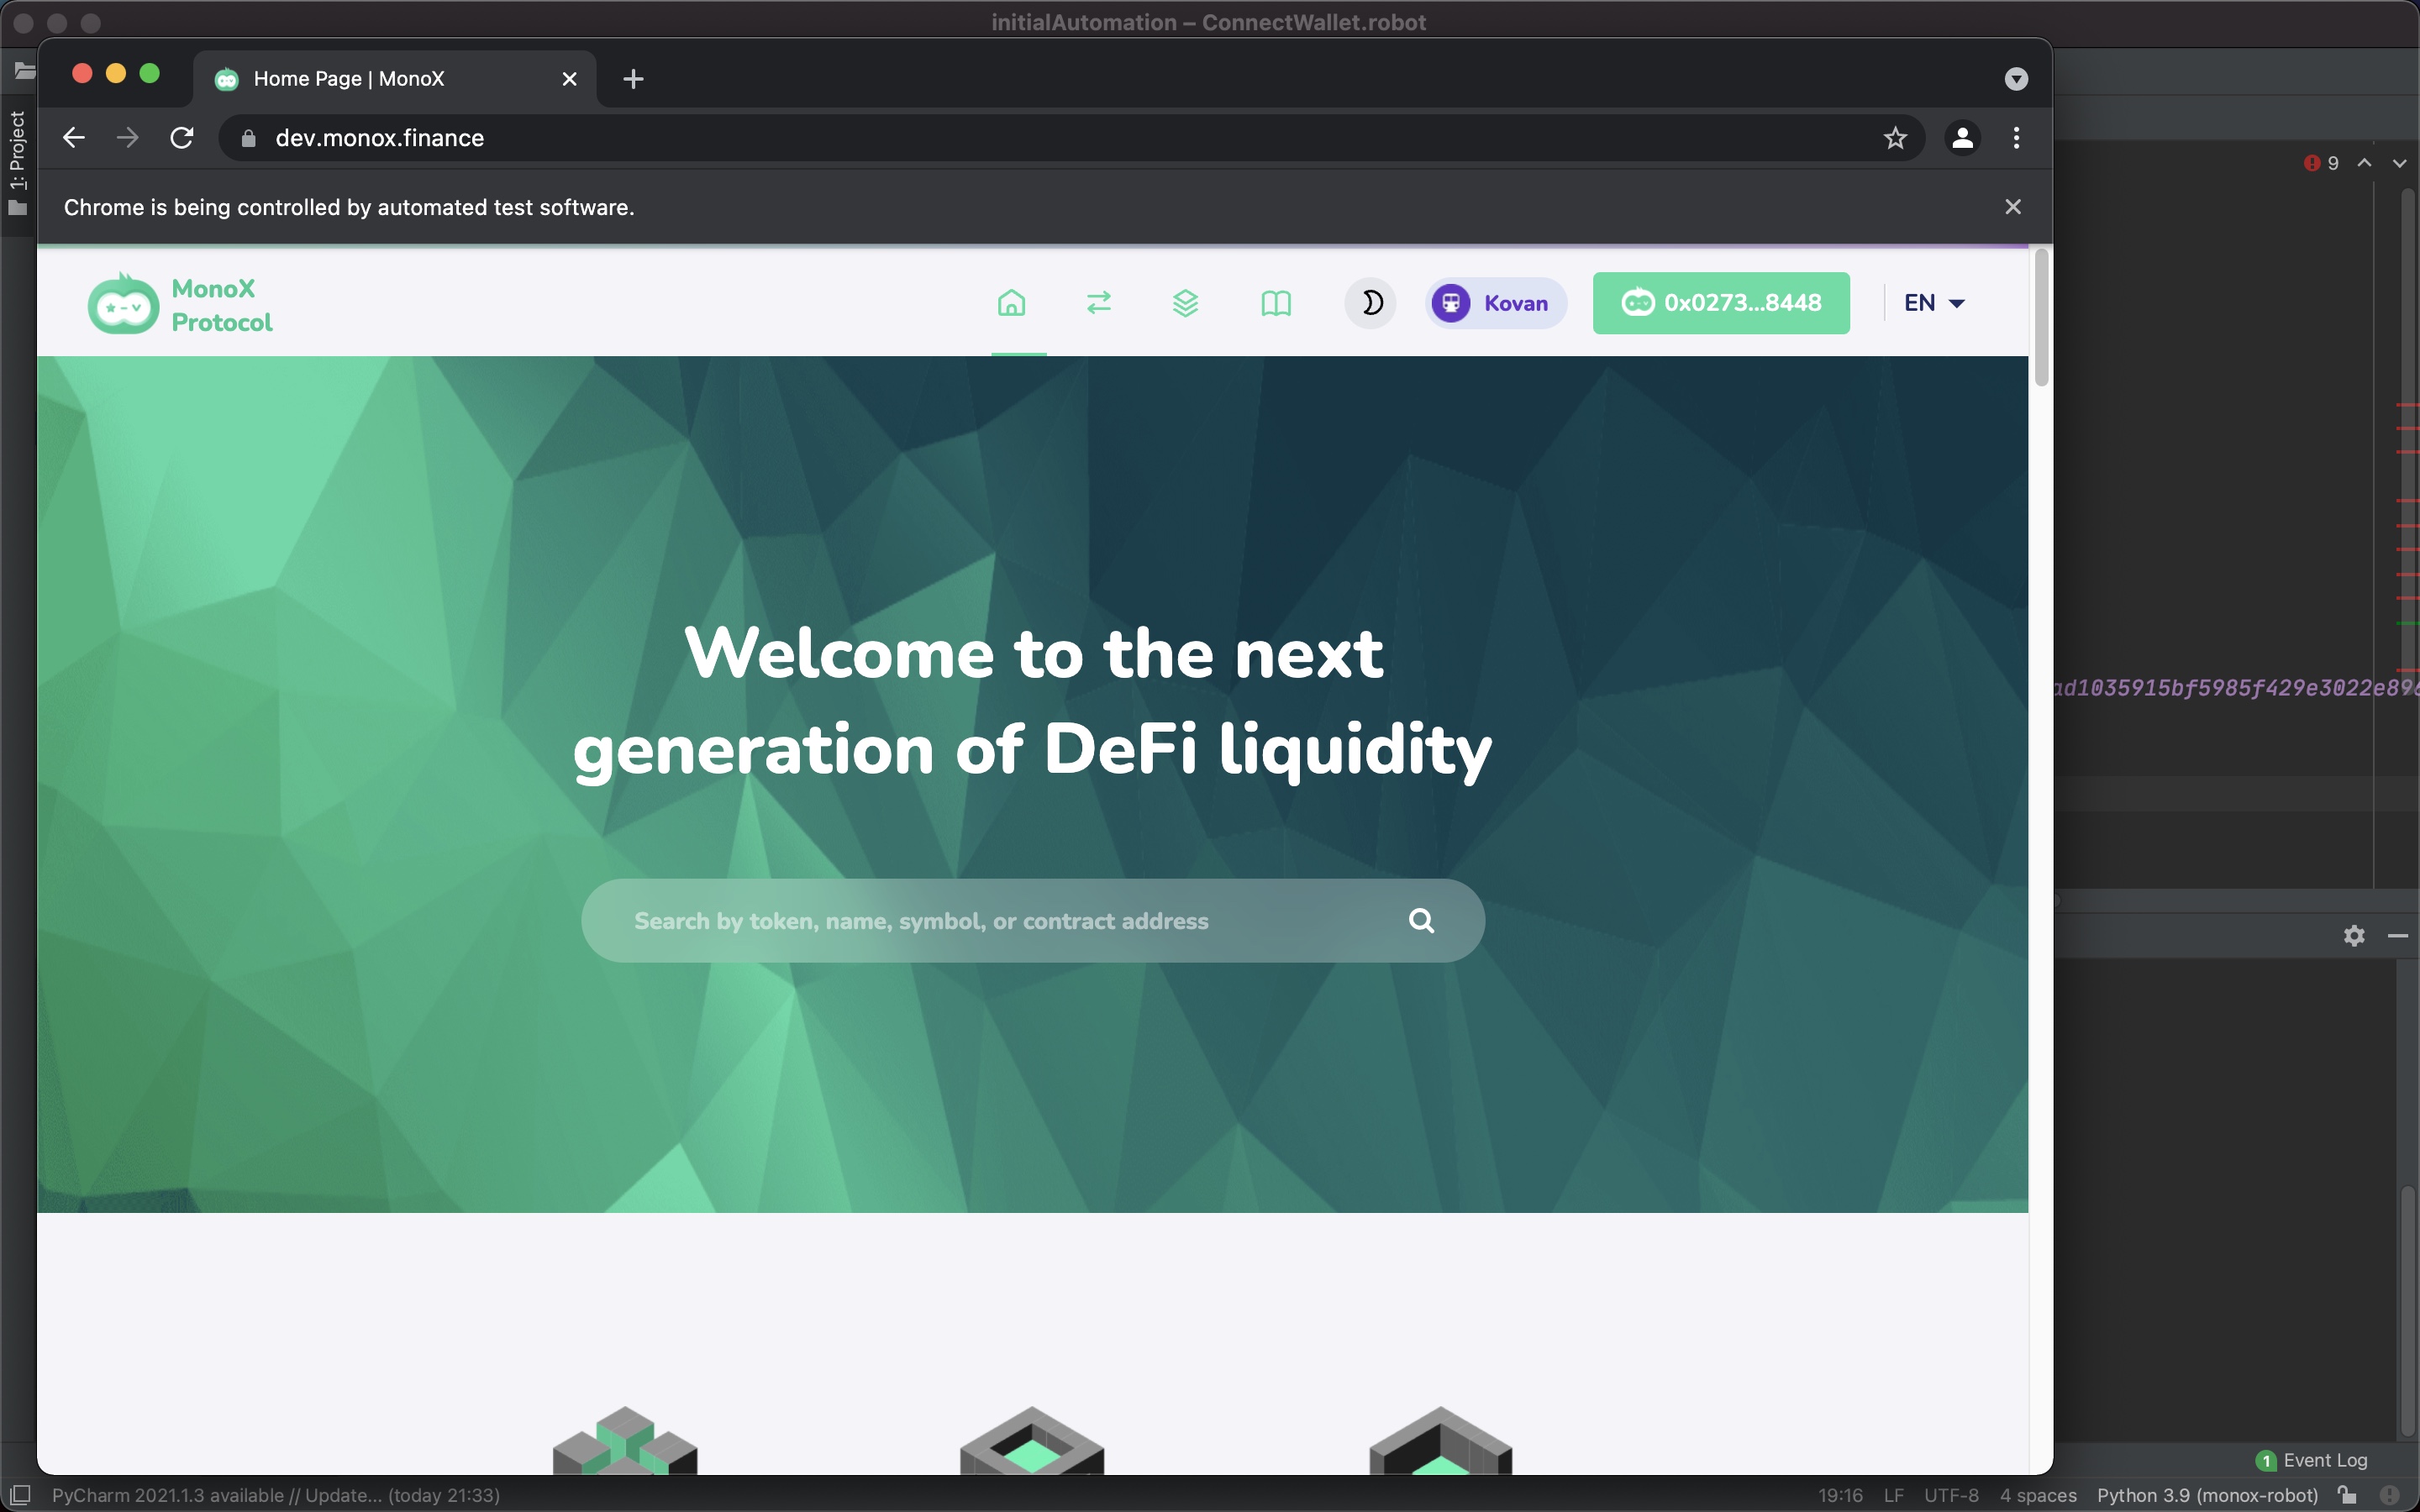 initialAutomation – ConnectWallet.robot
Home Page | MonoX
dev.monox.finance
Chrome is being controlled by automated test software.
1: Project
9
MonoX
Protocol
Kovan
0x0273...8448
EN
Welcome to the next
generation of DeFi liquidity
ad1035915bf5985f429e3022e896
Search by token, name, symbol, or contract address
1 Event Log
PyCharm 2021.1.3 available // Update... (today 21:33)
19:16 LF UTF-8 4 spaces Python 3.9 (monox-robot)